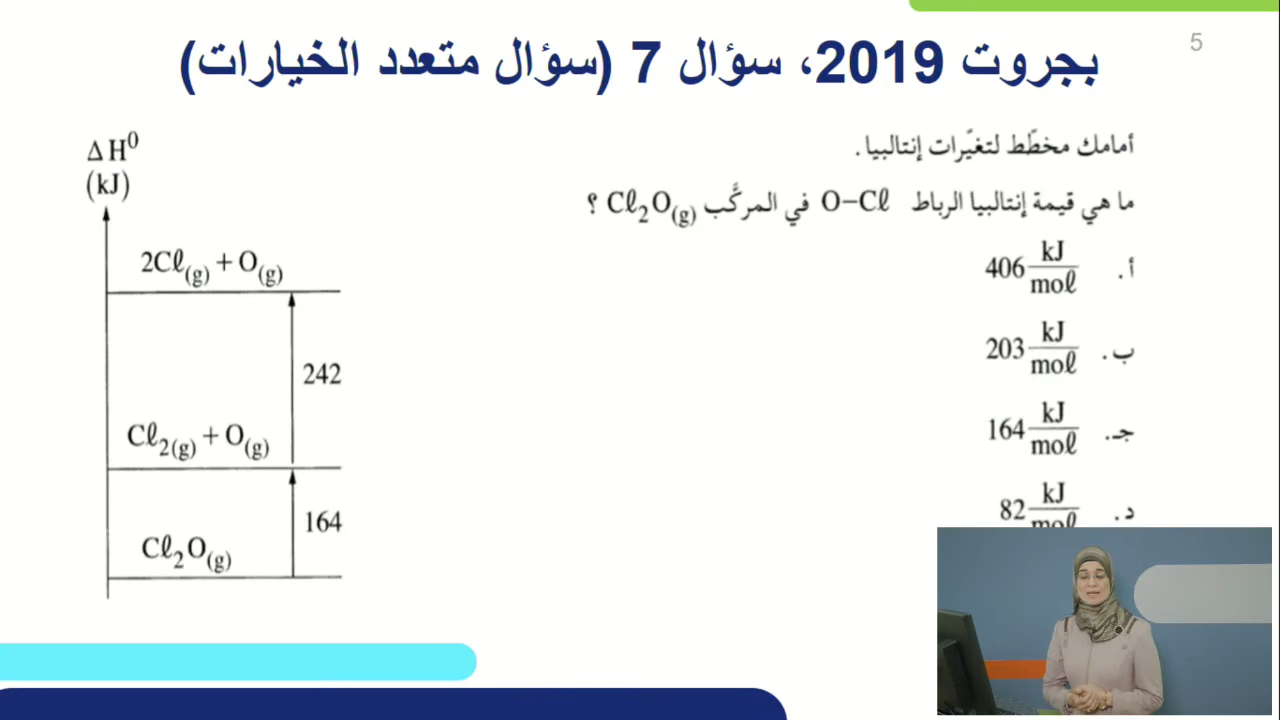 5
بجروت 2019، سؤال 7 (سؤال متعدد الخيارات)
أمامك مخطّط لتغيّرات إنتالبيا.
ما هي قيمة إنتالبيا الرباط O−Cℓ في المركَّب Cℓ₂O(g) ؟
أ. 406 kJ/moℓ
ب. 203 kJ/moℓ
جـ. 164 kJ/moℓ
د. 82 kJ/moℓ
ΔH⁰
(kJ)
2Cℓ(g) + O(g)
242
Cℓ₂(g) + O(g)
164
Cℓ₂O(g)